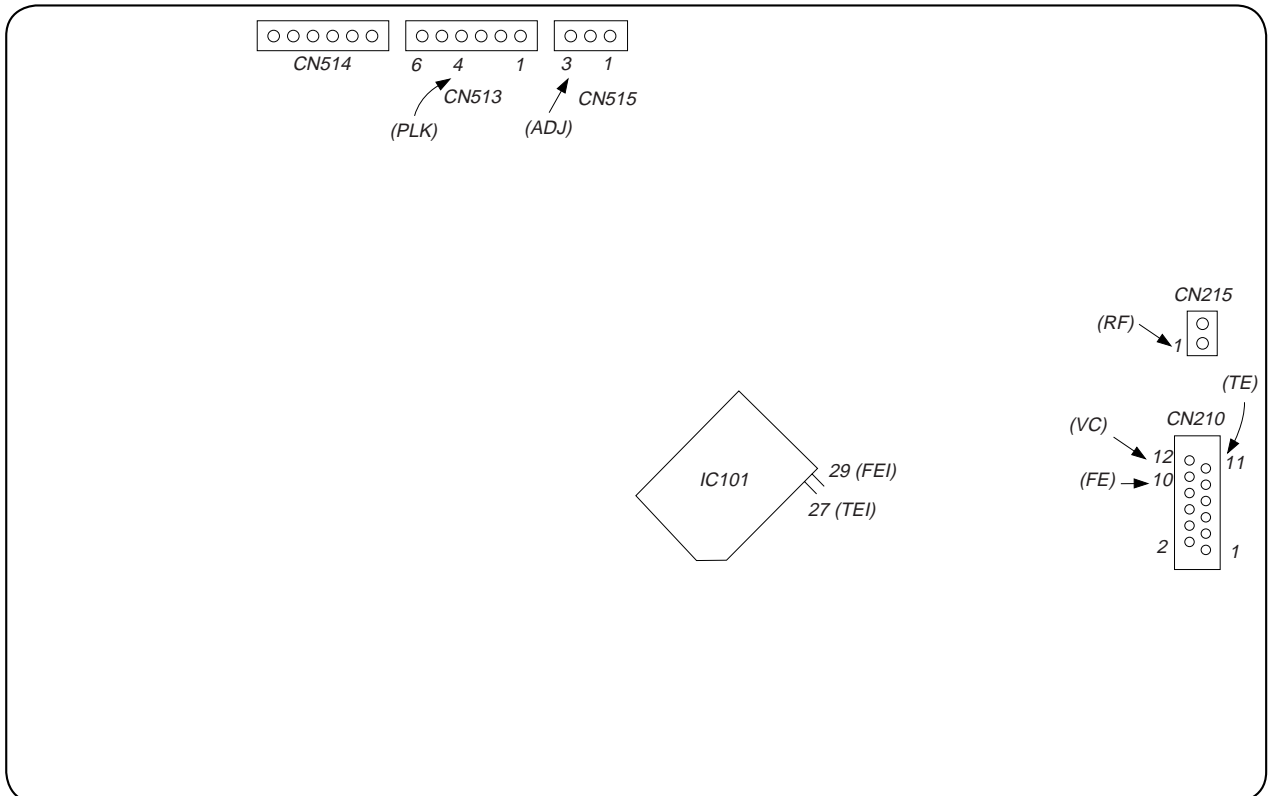 CN514
6 4 1
3 1
CN513
CN515
(PLK)
(ADJ)
CN215
(RF)
1
(TE)
CN210
(VC)
12
11
(FE)
10
IC101
29 (FEI)
27 (TEI)
2
1